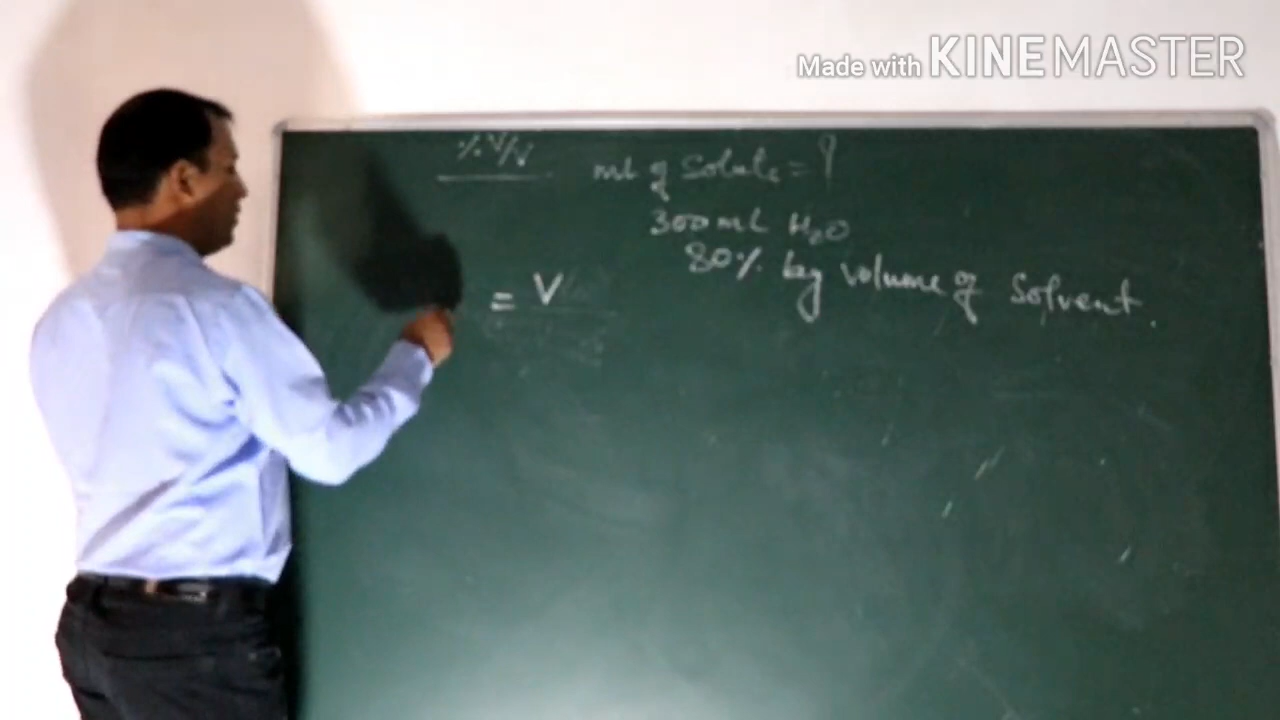 Made with KINEMASTER
% V/V
ml of Solute = ?
300 ml H₂O
80% by volume of Solvent.
= V